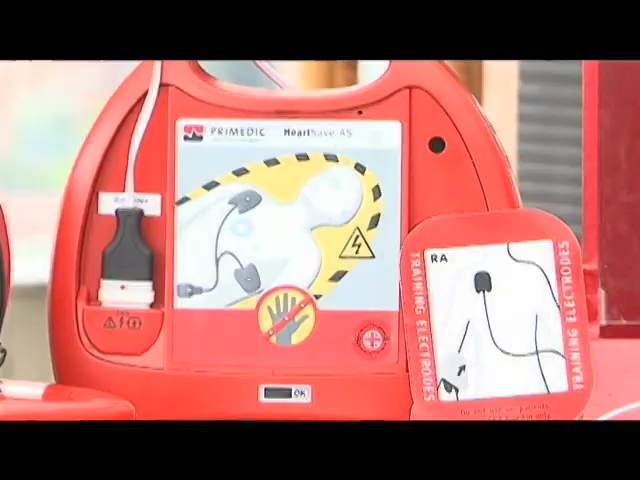 PRIMEDIC HeartSave AS
RA
TRAINING ELECTRODES
TRAINING ELECTRODES
OK